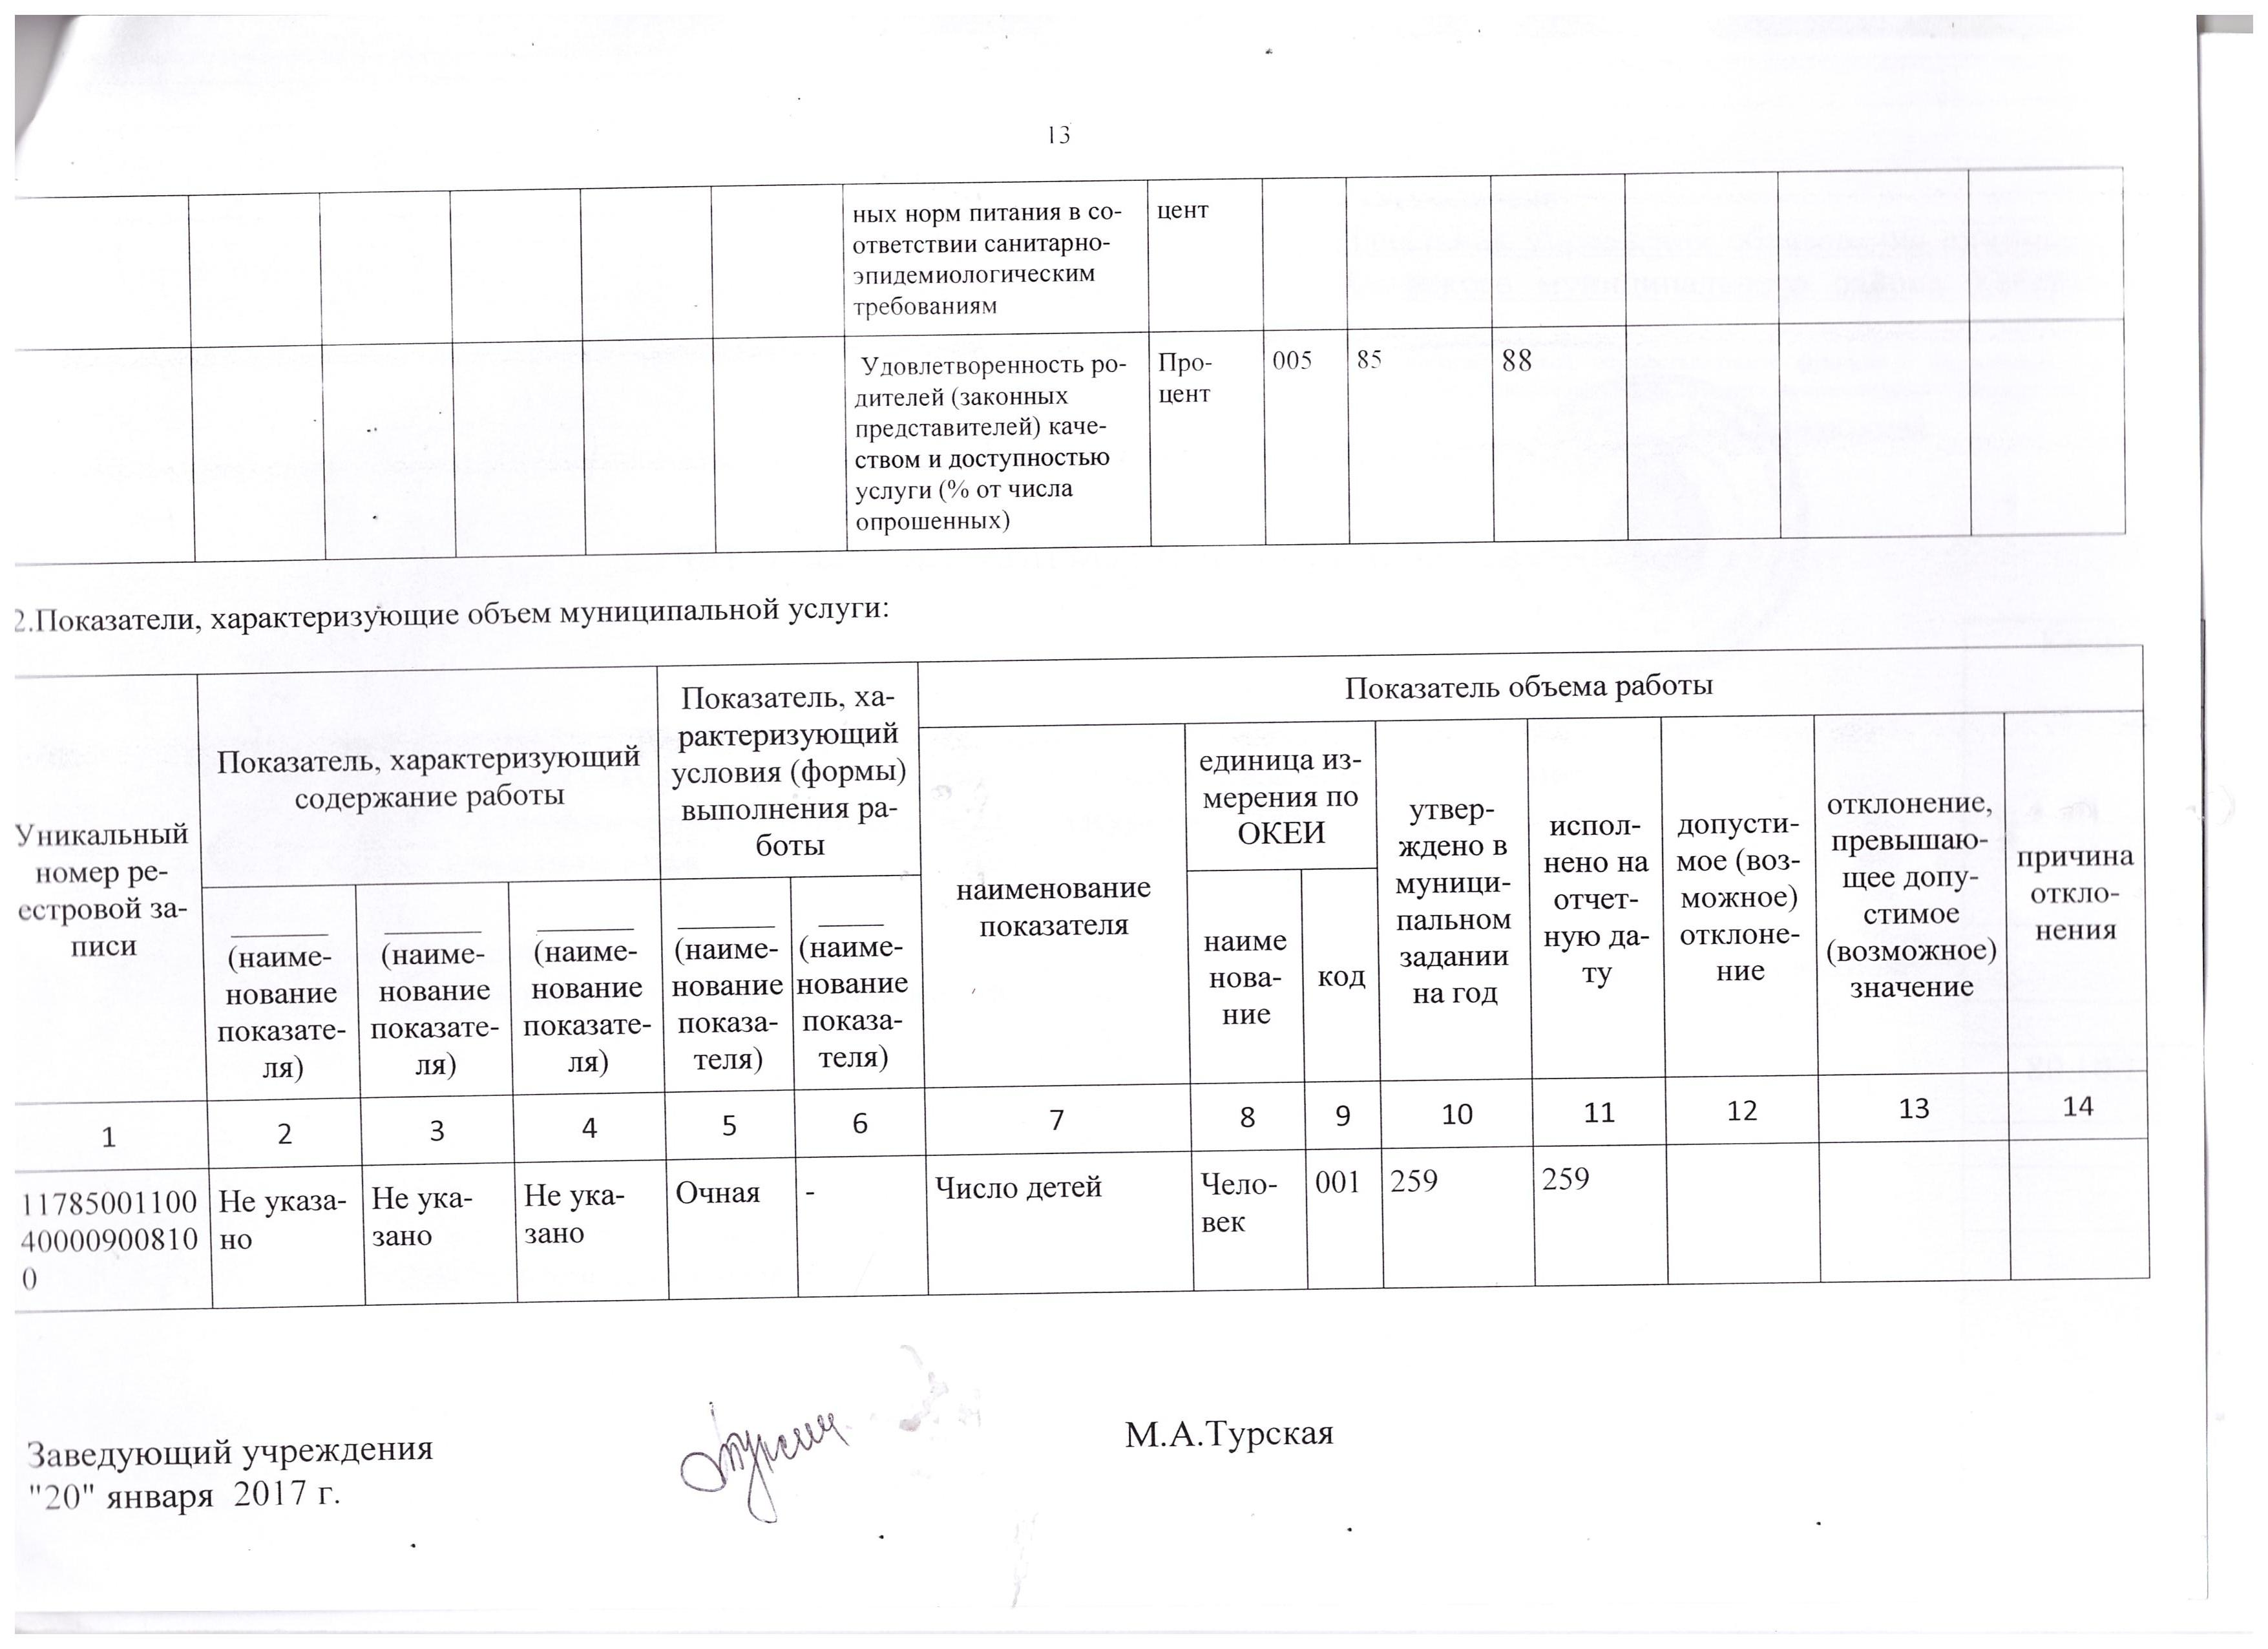 13
ных норм питания в со-
ответствии санитарно-
эпидемиологическим
требованиям
цент
Удовлетворенность ро-
дителей (законных
представителей) каче-
ством и доступностью
услуги (% от числа
опрошенных)
Про-
цент
005
85
88
2.Показатели, характеризующие объем муниципальной услуги:
Уникальный
номер ре-
естровой за-
писи
Показатель, характеризующий
содержание работы
Показатель, ха-
рактеризующий
условия (формы)
выполнения ра-
боты
Показатель объема работы
(наиме-
нование
показате-
ля)
(наиме-
нование
показате-
ля)
(наиме-
нование
показате-
ля)
(наиме-
нование
показа-
теля)
(наиме-
нование
показа-
теля)
наименование
показателя
единица из-
мерения по
ОКЕИ
наиме
нова-
ние
код
утвер-
ждено в
муници-
пальном
задании
на год
испол-
нено на
отчет-
ную да-
ту
допусти-
мое (воз-
можное)
отклоне-
ние
отклонение,
превышаю-
щее допу-
стимое
(возможное)
значение
причина
откло-
нения
1 2 3 4 5 6 7 8 9 10 11 12 13 14
11785001100
40000900810
0
Не указа-
но
Не ука-
зано
Не ука-
зано
Очная
-
Число детей
Чело-
век
001
259
259
Заведующий учреждения
М.А.Турская
"20" января 2017 г.